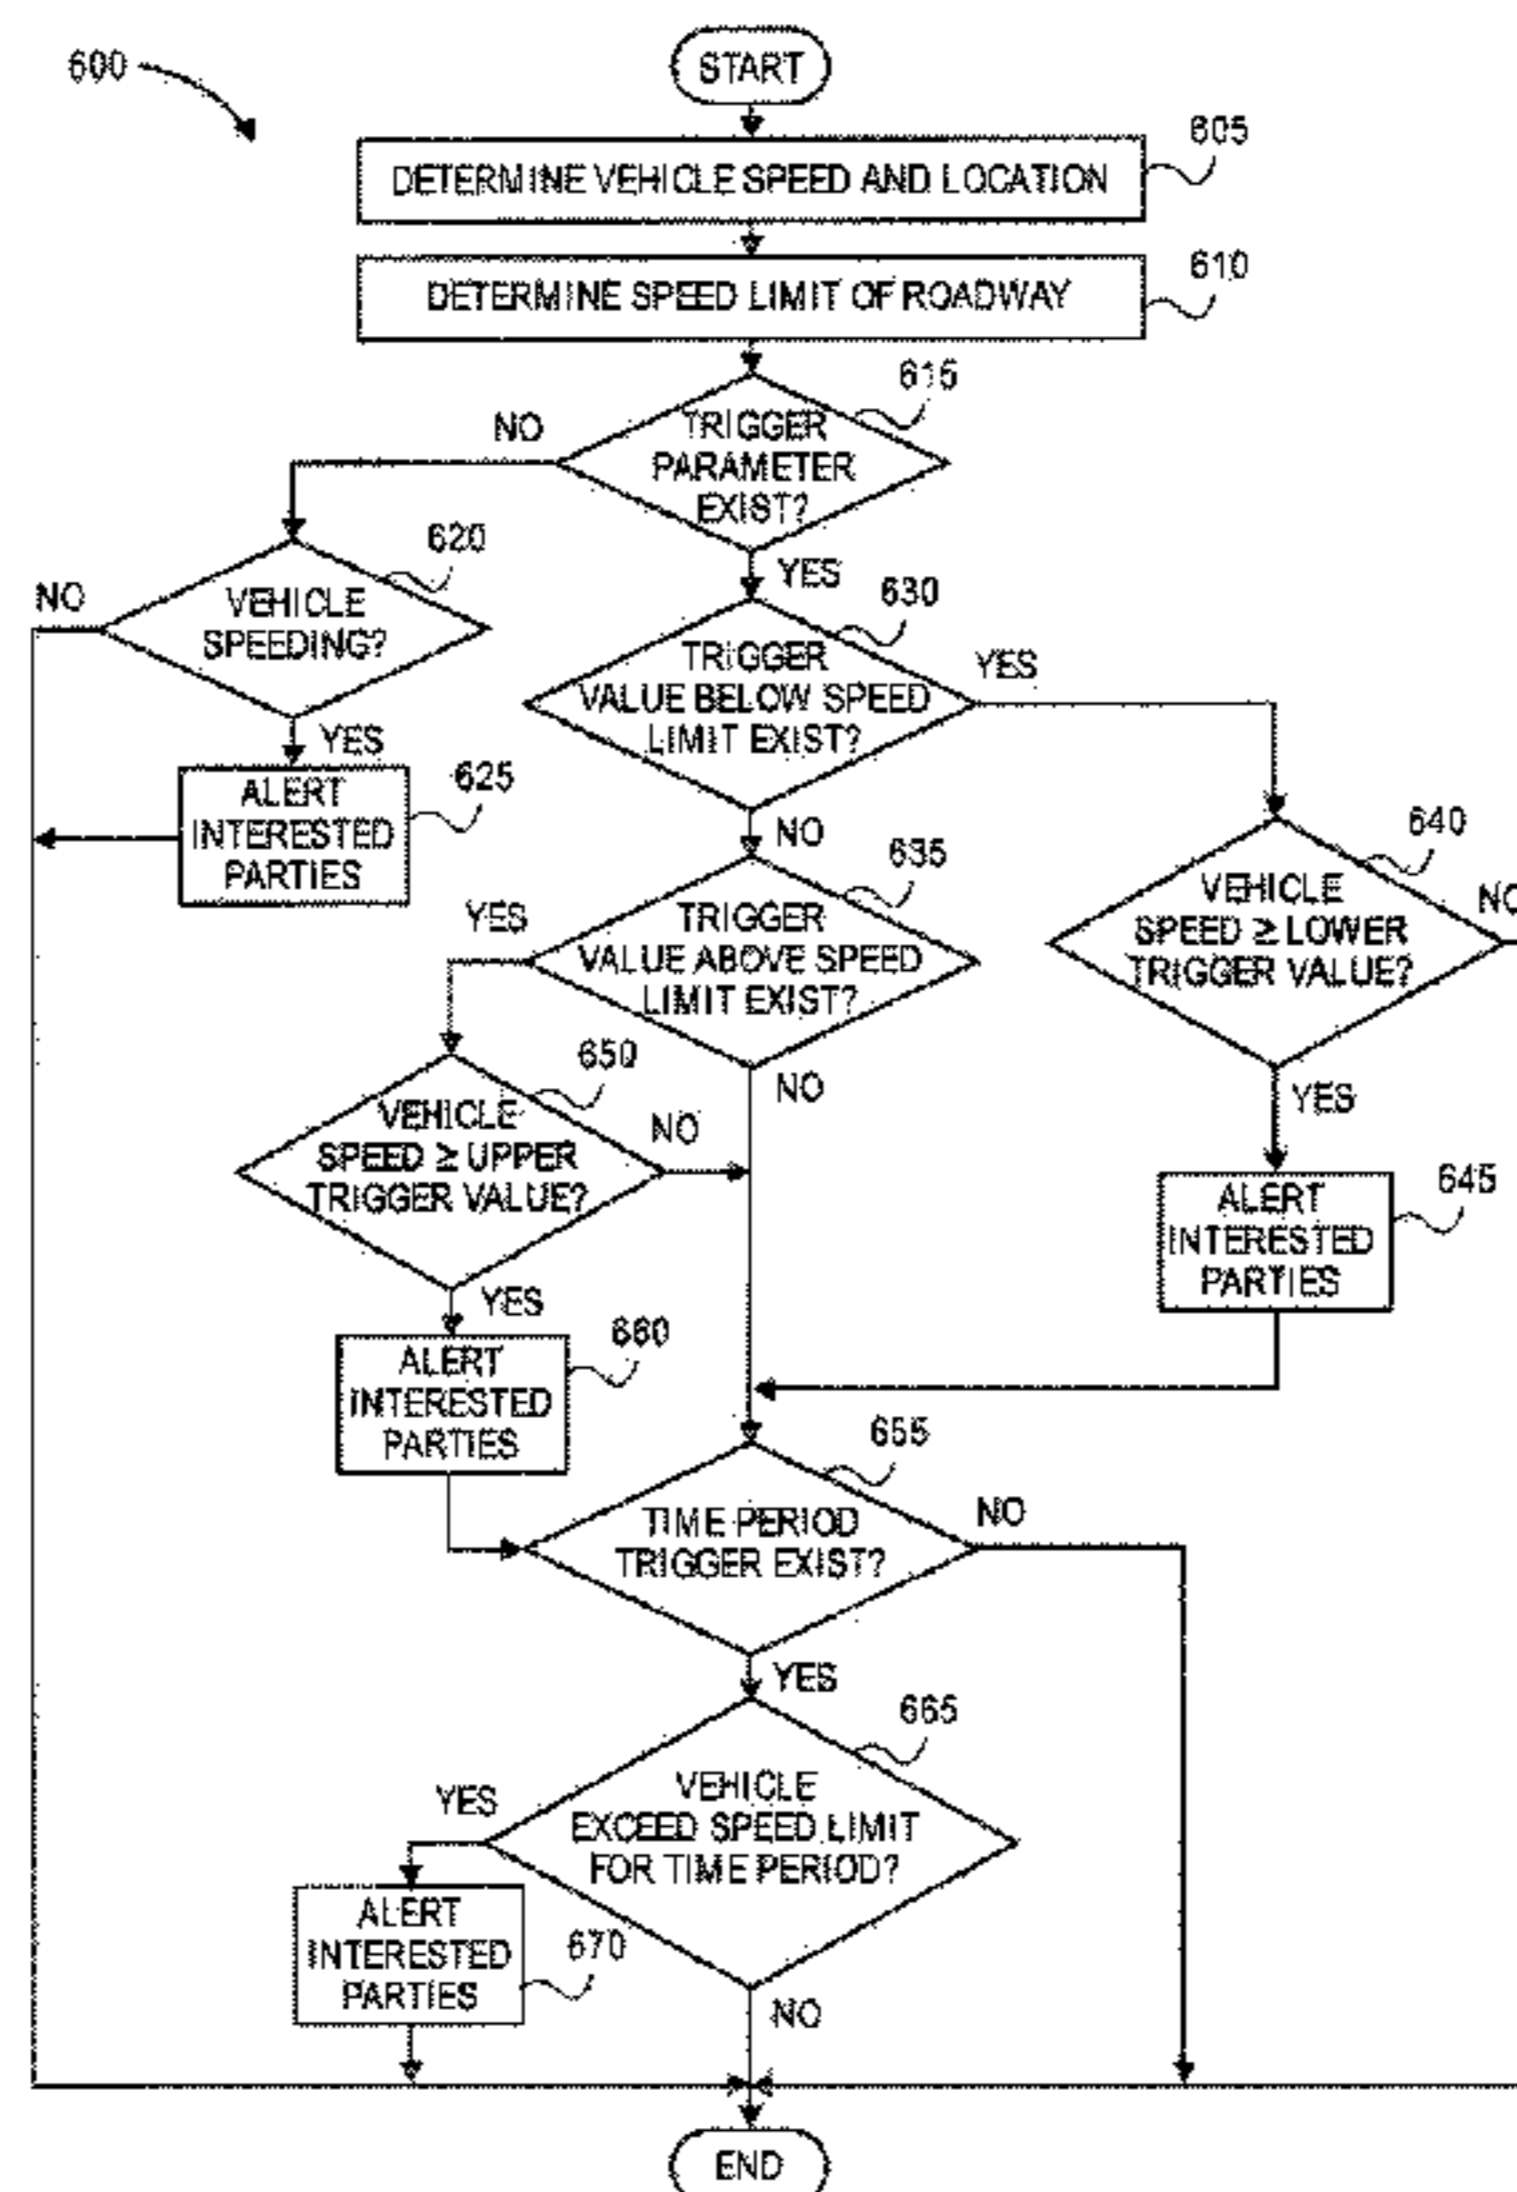 600
START
605
DETERMINE VEHICLE SPEED AND LOCATION
610
DETERMINE SPEED LIMIT OF ROADWAY
615
TRIGGER
PARAMETER
EXIST?
NO
YES
620
VEHICLE
SPEEDING?
NO
YES
625
ALERT
INTERESTED
PARTIES
630
TRIGGER
VALUE BELOW SPEED
LIMIT EXIST?
YES
NO
635
TRIGGER
VALUE ABOVE SPEED
LIMIT EXIST?
YES
NO
640
VEHICLE
SPEED ≥ LOWER
TRIGGER VALUE?
NO
YES
645
ALERT
INTERESTED
PARTIES
650
VEHICLE
SPEED ≥ UPPER
TRIGGER VALUE?
NO
YES
660
ALERT
INTERESTED
PARTIES
655
TIME PERIOD
TRIGGER EXIST?
NO
YES
665
VEHICLE
EXCEED SPEED LIMIT
FOR TIME PERIOD?
YES
NO
670
ALERT
INTERESTED
PARTIES
END